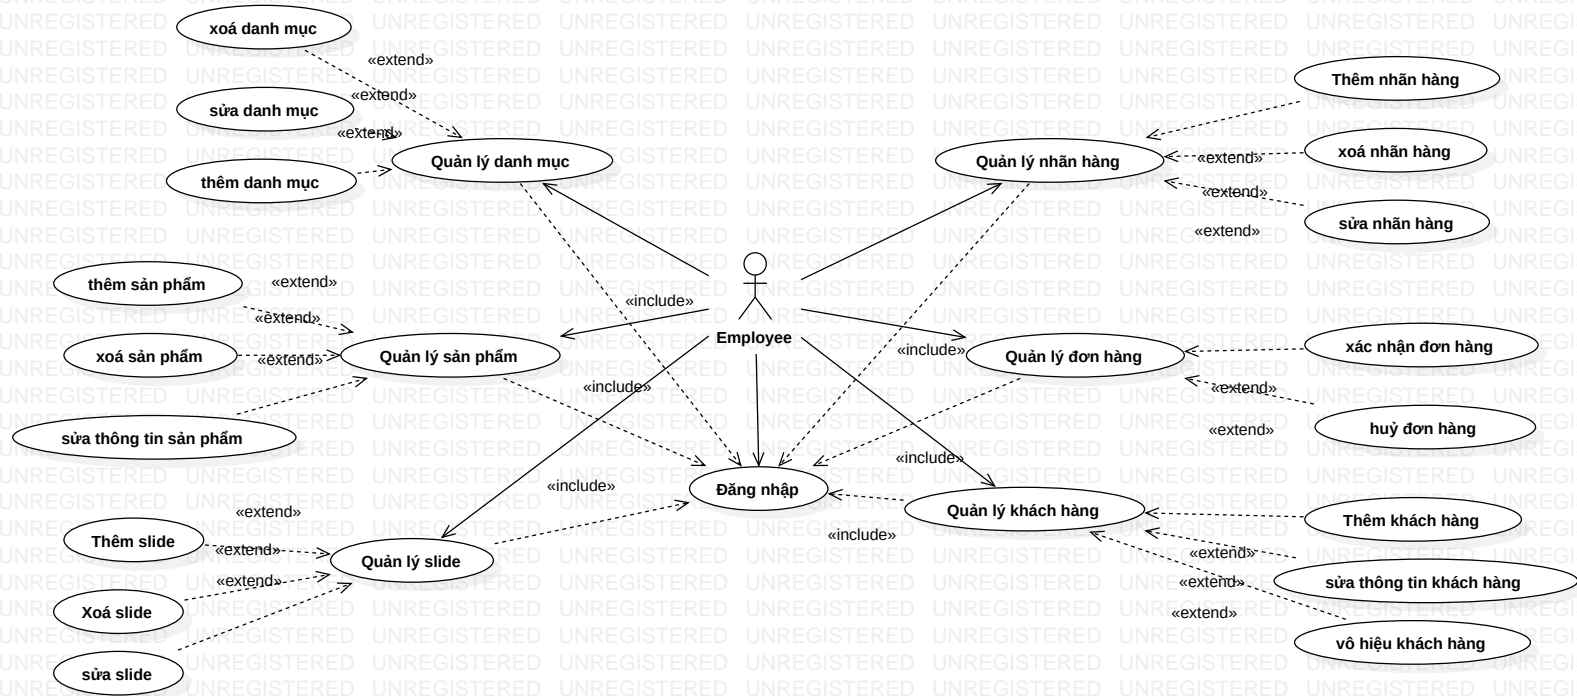 xoá danh mục
«extend»
sửa danh mục
«extend»
«extend»
thêm danh mục
Quản lý danh mục
Thêm nhãn hàng
Quản lý nhãn hàng
«extend»
xoá nhãn hàng
«extend»
sửa nhãn hàng
«extend»
thêm sản phẩm
«extend»
«extend»
xoá sản phẩm
«extend»
Quản lý sản phẩm
sửa thông tin sản phẩm
«include»
Employee
«include»
«include»
Quản lý đơn hàng
xác nhận đơn hàng
«extend»
huỷ đơn hàng
«extend»
«include»
«include»
Đăng nhập
Quản lý khách hàng
«include»
Thêm khách hàng
«extend»
sửa thông tin khách hàng
«extend»
«extend»
vô hiệu khách hàng
«extend»
Thêm slide
«extend»
Quản lý slide
«extend»
Xoá slide
sửa slide
UNREGISTERED